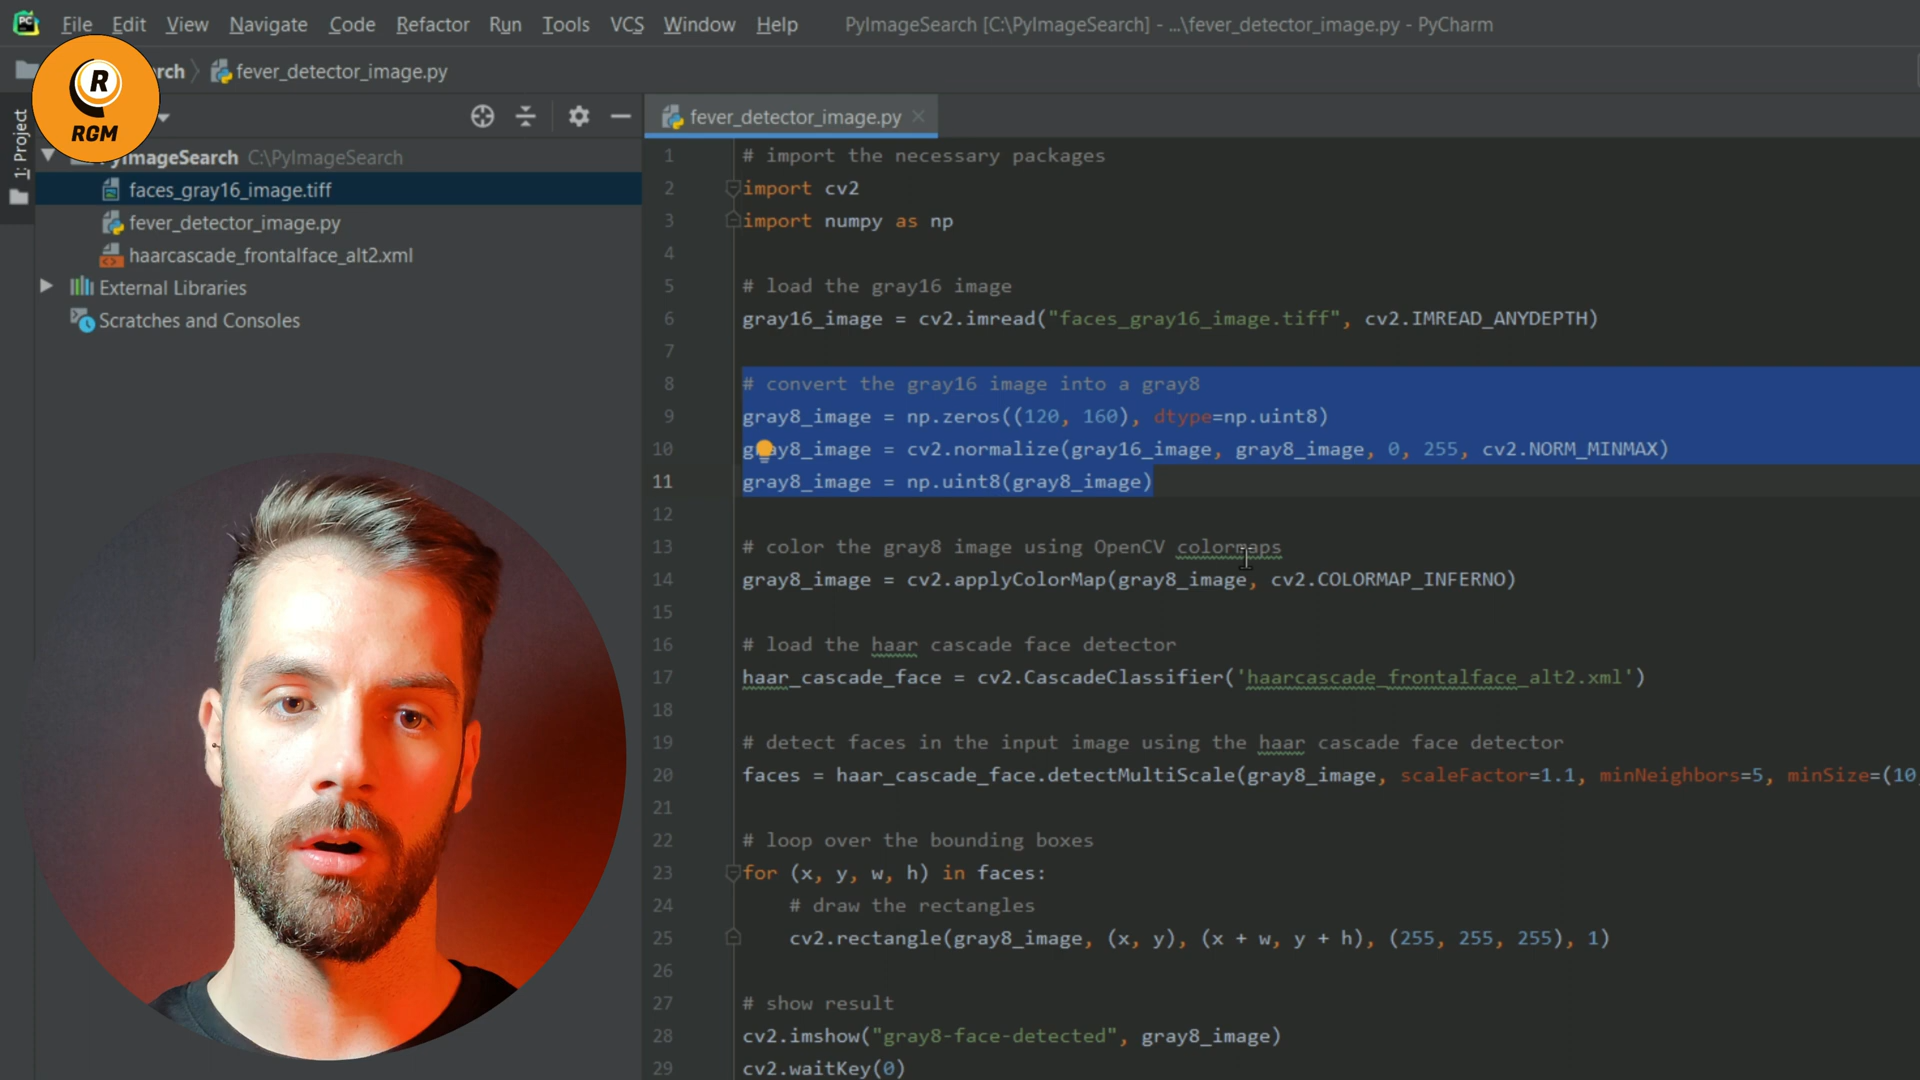 File Edit View Navigate Code Refactor Run Tools VCS Window Help PyImageSearch [C:\PyImageSearch] - ...\fever_detector_image.py - PyCharm
rch fever_detector_image.py
R
RGM
1: Project
PyImageSearch C:\PyImageSearch
faces_gray16_image.tiff
fever_detector_image.py
haarcascade_frontalface_alt2.xml
External Libraries
Scratches and Consoles
fever_detector_image.py
1 # import the necessary packages
2 import cv2
3 import numpy as np
4
5 # load the gray16 image
6 gray16_image = cv2.imread("faces_gray16_image.tiff", cv2.IMREAD_ANYDEPTH)
7
8 # convert the gray16 image into a gray8
9 gray8_image = np.zeros((120, 160), dtype=np.uint8)
10 gray8_image = cv2.normalize(gray16_image, gray8_image, 0, 255, cv2.NORM_MINMAX)
11 gray8_image = np.uint8(gray8_image)
12
13 # color the gray8 image using OpenCV colormaps
14 gray8_image = cv2.applyColorMap(gray8_image, cv2.COLORMAP_INFERNO)
15
16 # load the haar cascade face detector
17 haar_cascade_face = cv2.CascadeClassifier('haarcascade_frontalface_alt2.xml')
18
19 # detect faces in the input image using the haar cascade face detector
20 faces = haar_cascade_face.detectMultiScale(gray8_image, scaleFactor=1.1, minNeighbors=5, minSize=(10,
21
22 # loop over the bounding boxes
23 for (x, y, w, h) in faces:
24 # draw the rectangles
25 cv2.rectangle(gray8_image, (x, y), (x + w, y + h), (255, 255, 255), 1)
26
27 # show result
28 cv2.imshow("gray8-face-detected", gray8_image)
29 cv2.waitKey(0)